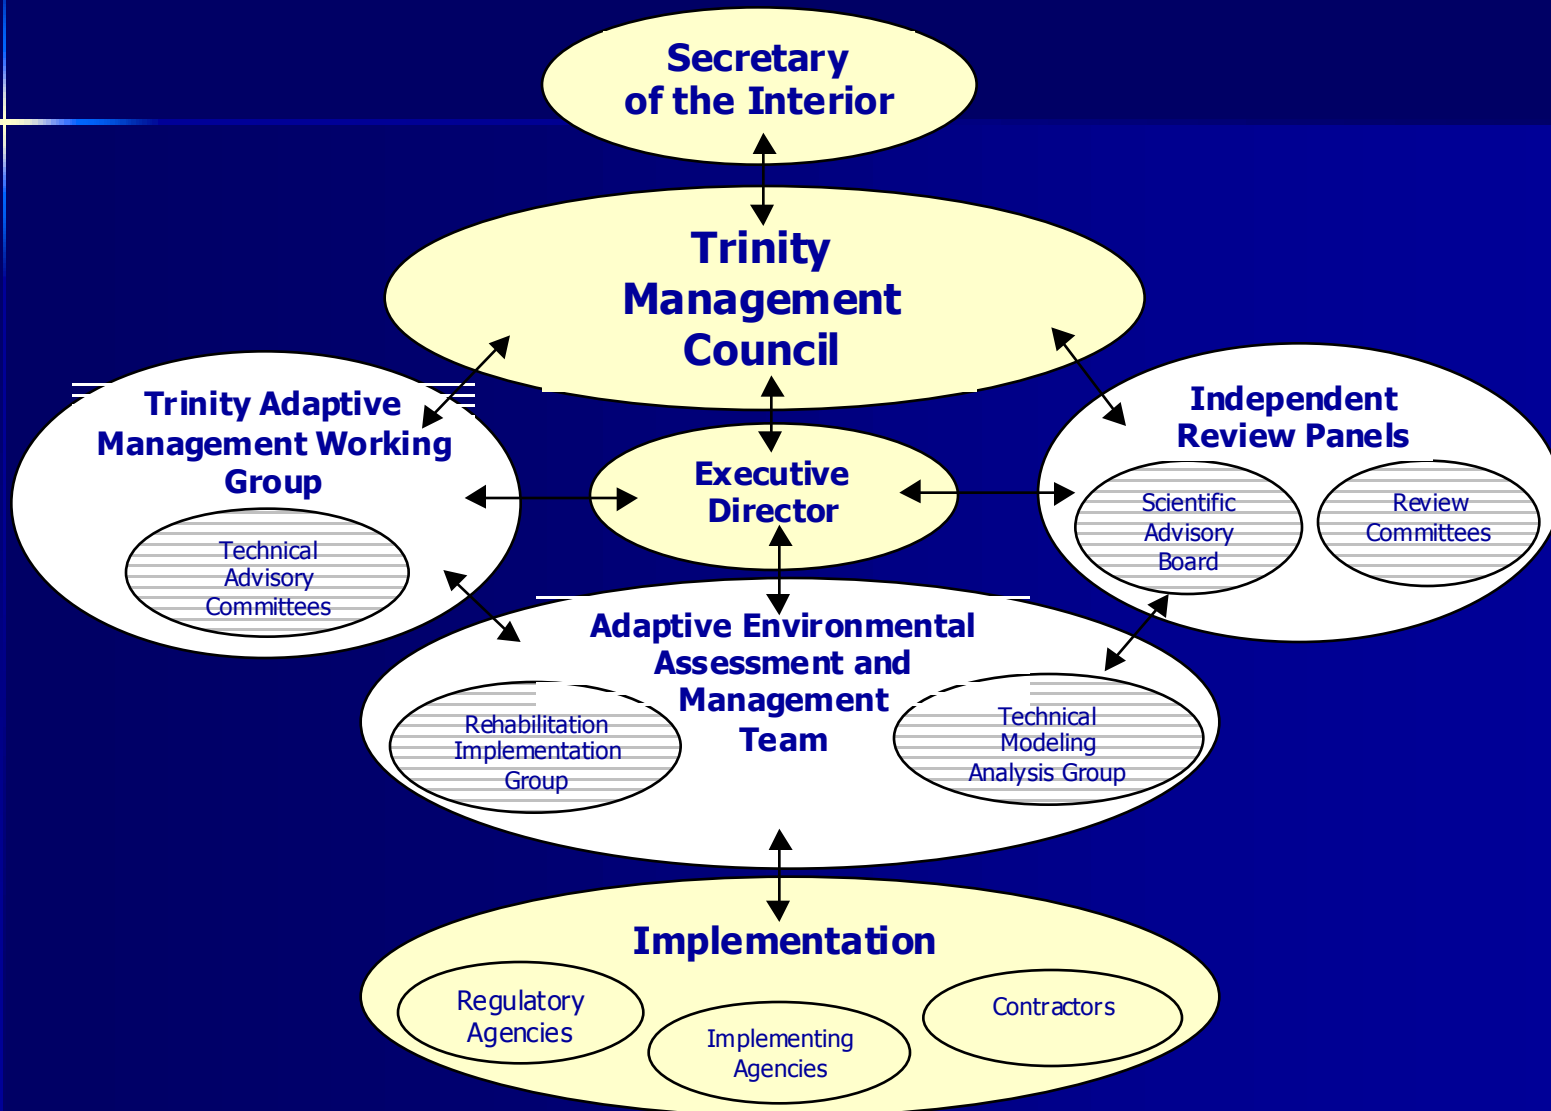 Secretary
of the Interior
Trinity
Management
Council
Trinity Adaptive
Management Working
Group
Technical
Advisory
Committees
Executive
Director
Independent
Review Panels
Scientific
Advisory
Board
Review
Committees
Adaptive Environmental
Assessment and
Management
Team
Rehabilitation
Implementation
Group
Technical
Modeling
Analysis Group
Implementation
Regulatory
Agencies
Implementing
Agencies
Contractors